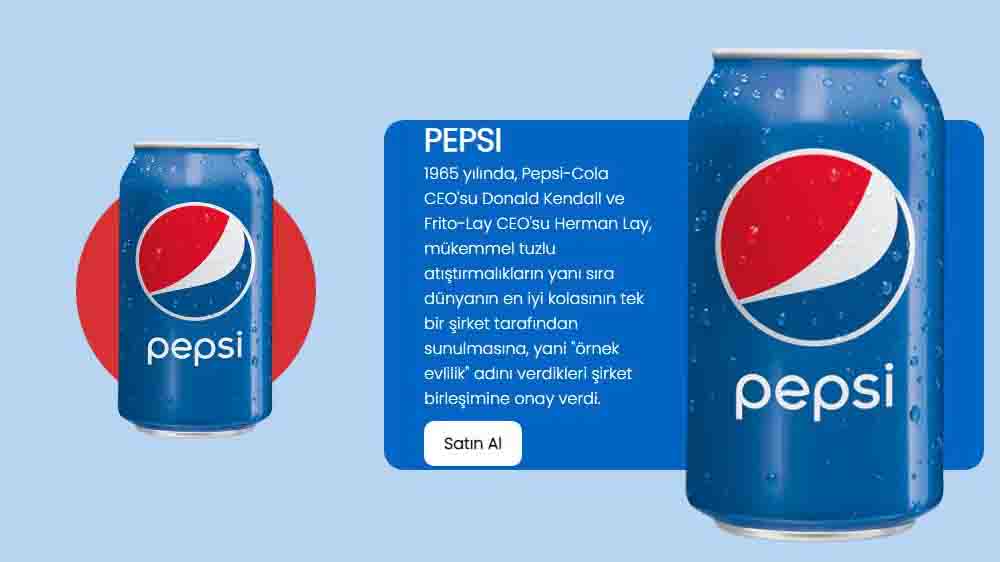 pepsi
PEPSI
1965 yılında, Pepsi-Cola
CEO'su Donald Kendall ve
Frito-Lay CEO'su Herman Lay,
mükemmel tuzlu
atıştırmalıkların yanı sıra
dünyanın en iyi kolasının tek
bir şirket tarafından
sunulmasına, yani "örnek
evlilik" adını verdikleri şirket
birleşimine onay verdi.
Satın Al
pepsi